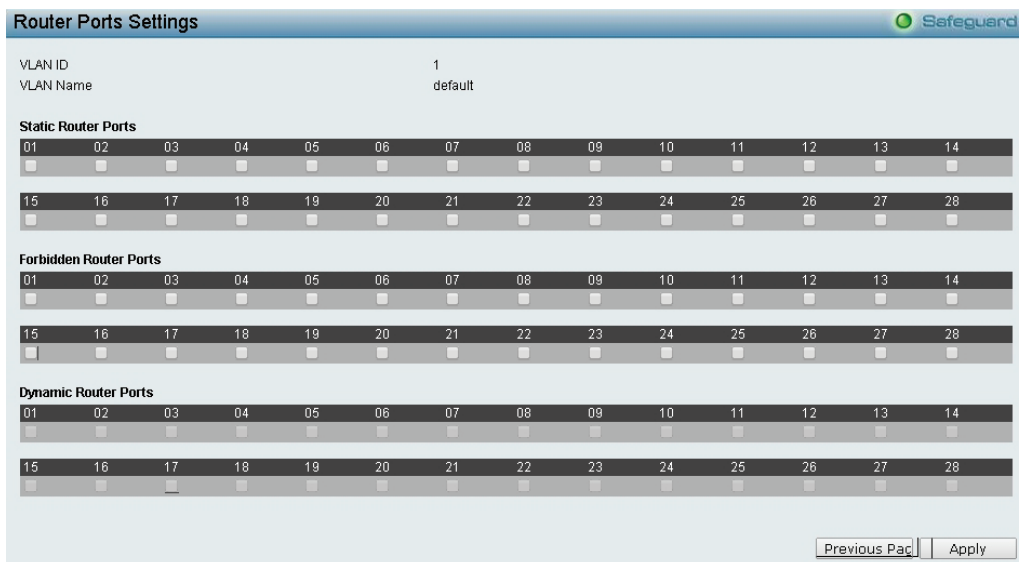 Router Ports Settings
Safeguard
VLAN ID 1
VLAN Name default
Static Router Ports
01 02 03 04 05 06 07 08 09 10 11 12 13 14
15 16 17 18 19 20 21 22 23 24 25 26 27 28
Forbidden Router Ports
01 02 03 04 05 06 07 08 09 10 11 12 13 14
15 16 17 18 19 20 21 22 23 24 25 26 27 28
Dynamic Router Ports
01 02 03 04 05 06 07 08 09 10 11 12 13 14
15 16 17 18 19 20 21 22 23 24 25 26 27 28
Previous Pag Apply